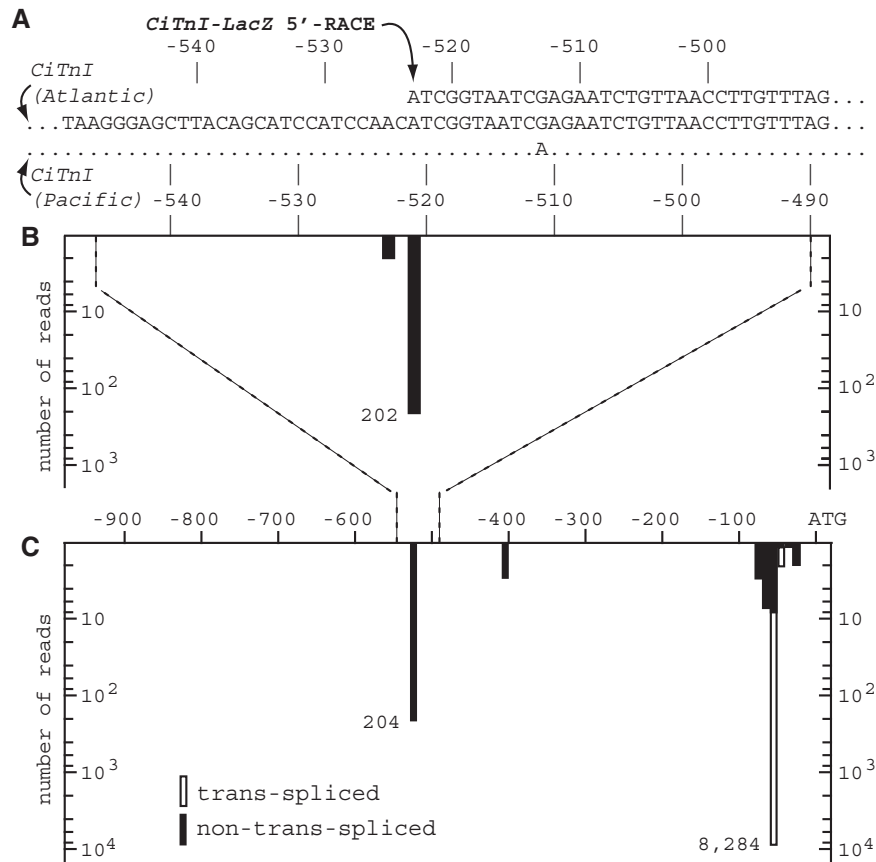 A
CiTnI-LacZ 5'-RACE
-540 -530 -520 -510 -500
CiTnI
(Atlantic)
ATCGGTAATCGAGAATCTGTTAACCTTGTTTAG...
...TAAGGGAGCTTACAGCATCCATCCAACATCGGTAATCGAGAATCTGTTAACCTTGTTTAG...
A
CiTnI
(Pacific)
-540 -530 -520 -510 -500 -490
B
number of reads
10
10²
10³
202
10
10²
10³
-900 -800 -700 -600 -400 -300 -200 -100 ATG
C
number of reads
10
10²
10³
10⁴
204
8,284
trans-spliced
non-trans-spliced
10
10²
10³
10⁴